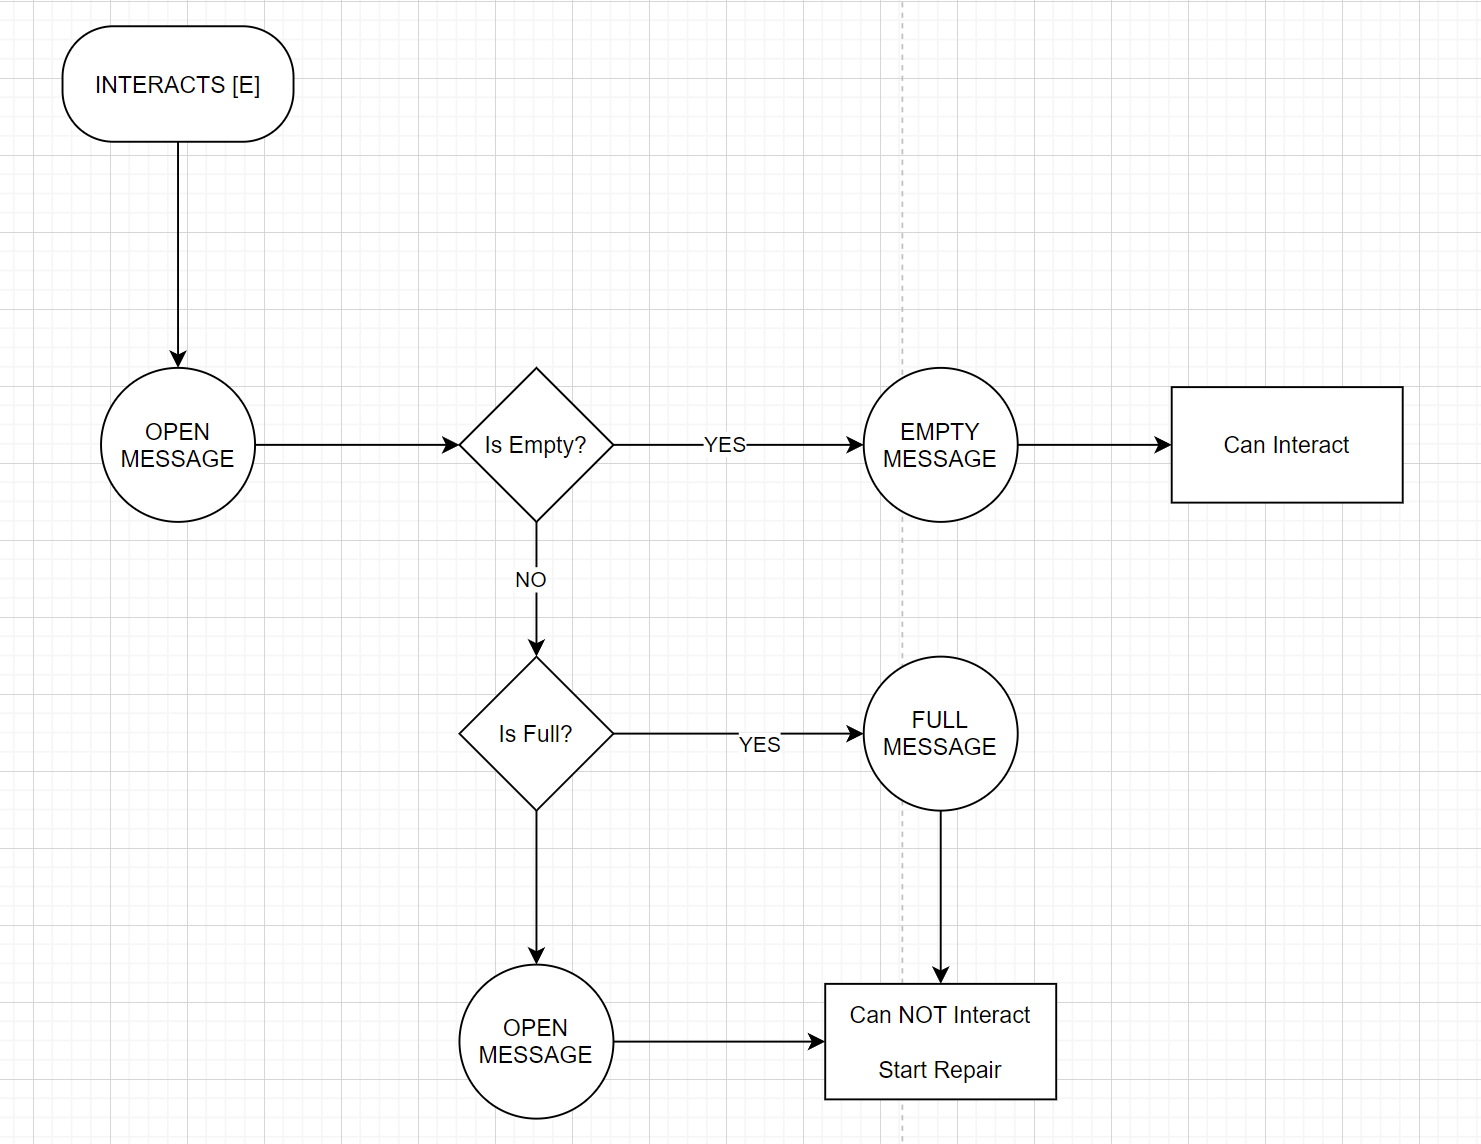 INTERACTS [E]
OPEN
MESSAGE
Is Empty?
YES
EMPTY
MESSAGE
Can Interact
NO
Is Full?
YES
FULL
MESSAGE
OPEN
MESSAGE
Can NOT Interact
Start Repair